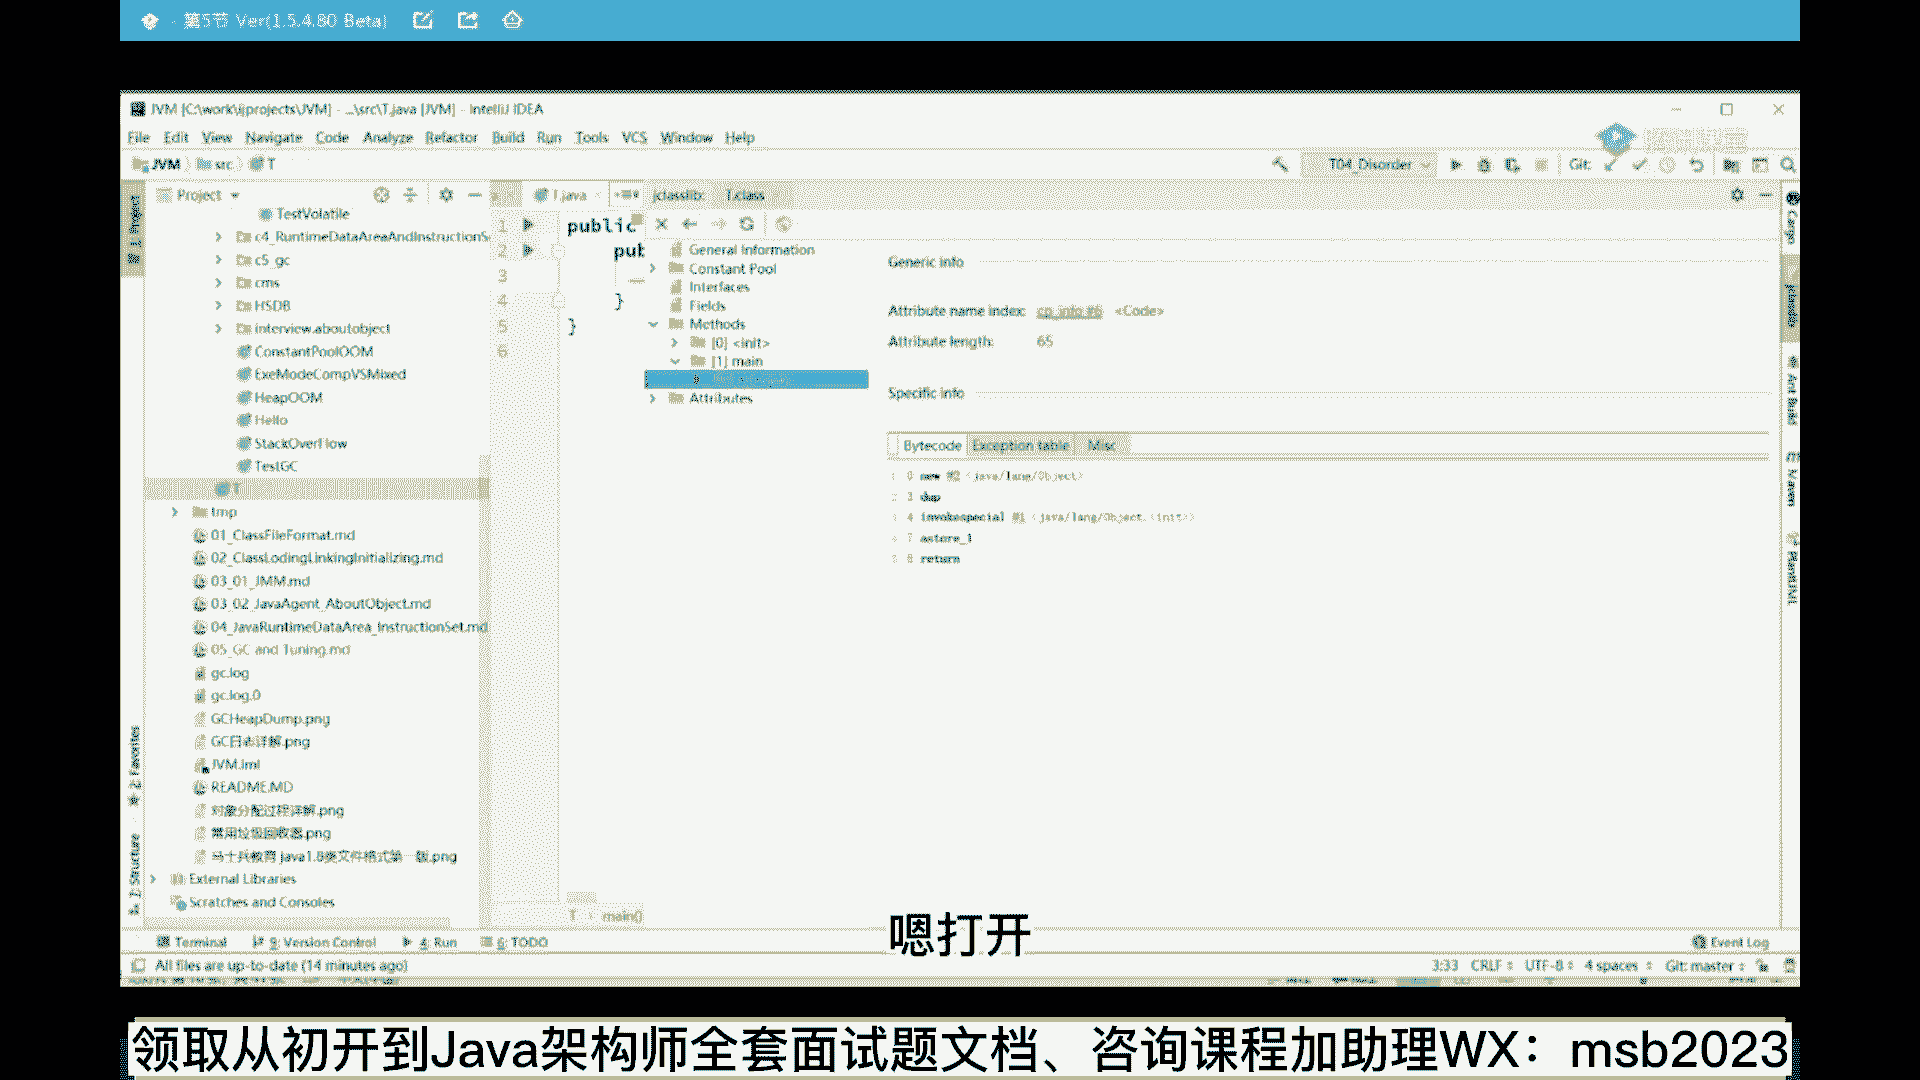 第5节 Ver(1.5.4.80 Beta)
JVM [C:\work\ijprojects\JVM] - ...\src\T.java [JVM] - IntelliJ IDEA
File Edit View Navigate Code Analyze Refactor Build Run Tools VCS Window Help
JVM src T
T04_Disorder Git:
1: Project
Project
T.java
jclasslib: T.class
TestVolatile
c4_RuntimeDataAreaAndInstructionS
c5_gc
cms
HSDB
interview.aboutobject
ConstantPoolOOM
ExeModeCompVSMixed
HeapOOM
Hello
StackOverFlow
TestGC
T
tmp
01_ClassFileFormat.md
02_ClassLodingLinkingInitializing.md
03_01_JMM.md
03_02_JavaAgent_AboutObject.md
04_JavaRuntimeDataArea_InstructionSet.md
05_GC and Tuning.md
gc.log
gc.log.0
GCHeapDump.png
GC日志详解.png
JVM.iml
README.MD
对象分配过程详解.png
常用垃圾回收器.png
马士兵教育 java1.8类文件格式第一版.png
External Libraries
Scratches and Consoles
1 public
2 pub
3
4 }
5 }
6
General Information
Constant Pool
Interfaces
Fields
Methods
[0] <init>
[1] main
Attributes
Generic info
Attribute name index: cp_info #6 <Code>
Attribute length: 65
Specific info
Bytecode Exception table Misc
1 0 new #2 <java/lang/Object>
2 3 dup
3 4 invokespecial #1 <java/lang/Object.<init>>
4 7 astore_1
5 8 return
jclasslib
Ant Build
Maven
PlantUML
2: Favorites
7: Structure
T main()
Terminal 9: Version Control 4: Run 6: TODO
Event Log
All files are up-to-date (14 minutes ago)
3:33 CRLF UTF-8 4 spaces Git: master
嗯打开
领取从初开到Java架构师全套面试题文档、咨询课程加助理WX：msb2023